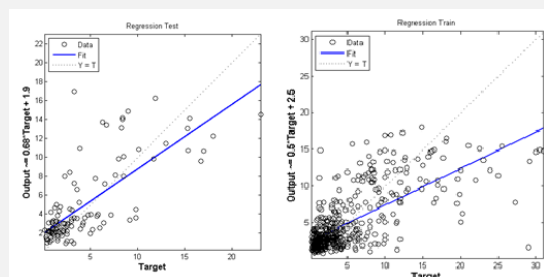 Regression Test
Data
Fit
Y = T
22
20
18
16
14
12
10
8
6
4
2
5
10
15
20
Output ~= 0.68*Target + 1.9
Target
Regression Train
Data
Fit
Y = T
30
25
20
15
10
5
5
10
15
20
25
30
Output ~= 0.5*Target + 2.5
Target